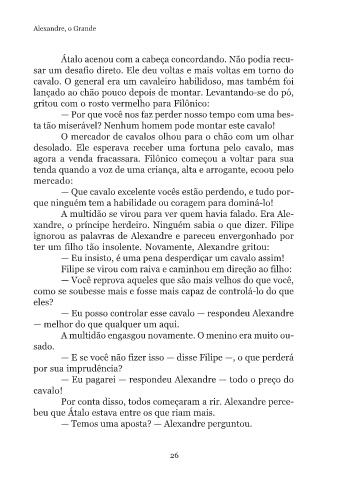 Alexandre, o Grande
Átalo acenou com a cabeça concordando. Não podia recu-
sar um desafio direto. Ele deu voltas e mais voltas em torno do
cavalo. O general era um cavaleiro habilidoso, mas também foi
lançado ao chão pouco depois de montar. Levantando-se do pó,
gritou com o rosto vermelho para Filônico:
— Por que você nos faz perder nosso tempo com uma bes-
ta tão miserável? Nenhum homem pode montar este cavalo!
O mercador de cavalos olhou para o chão com um olhar
desolado. Ele esperava receber uma fortuna pelo cavalo, mas
agora a venda fracassara. Filônico começou a voltar para sua
tenda quando a voz de uma criança, alta e arrogante, ecoou pelo
mercado:
— Que cavalo excelente vocês estão perdendo, e tudo por-
que ninguém tem a habilidade ou coragem para dominá-lo!
A multidão se virou para ver quem havia falado. Era Ale-
xandre, o príncipe herdeiro. Ninguém sabia o que dizer. Filipe
ignorou as palavras de Alexandre e pareceu envergonhado por
ter um filho tão insolente. Novamente, Alexandre gritou:
— Eu insisto, é uma pena desperdiçar um cavalo assim!
Filipe se virou com raiva e caminhou em direção ao filho:
— Você reprova aqueles que são mais velhos do que você,
como se soubesse mais e fosse mais capaz de controlá-lo do que
eles?
— Eu posso controlar esse cavalo — respondeu Alexandre
— melhor do que qualquer um aqui.
A multidão engasgou novamente. O menino era muito ou-
sado.
— E se você não fizer isso — disse Filipe —, o que perderá
por sua imprudência?
— Eu pagarei — respondeu Alexandre — todo o preço do
cavalo!
Por conta disso, todos começaram a rir. Alexandre perce-
beu que Átalo estava entre os que riam mais.
— Temos uma aposta? — Alexandre perguntou.
26